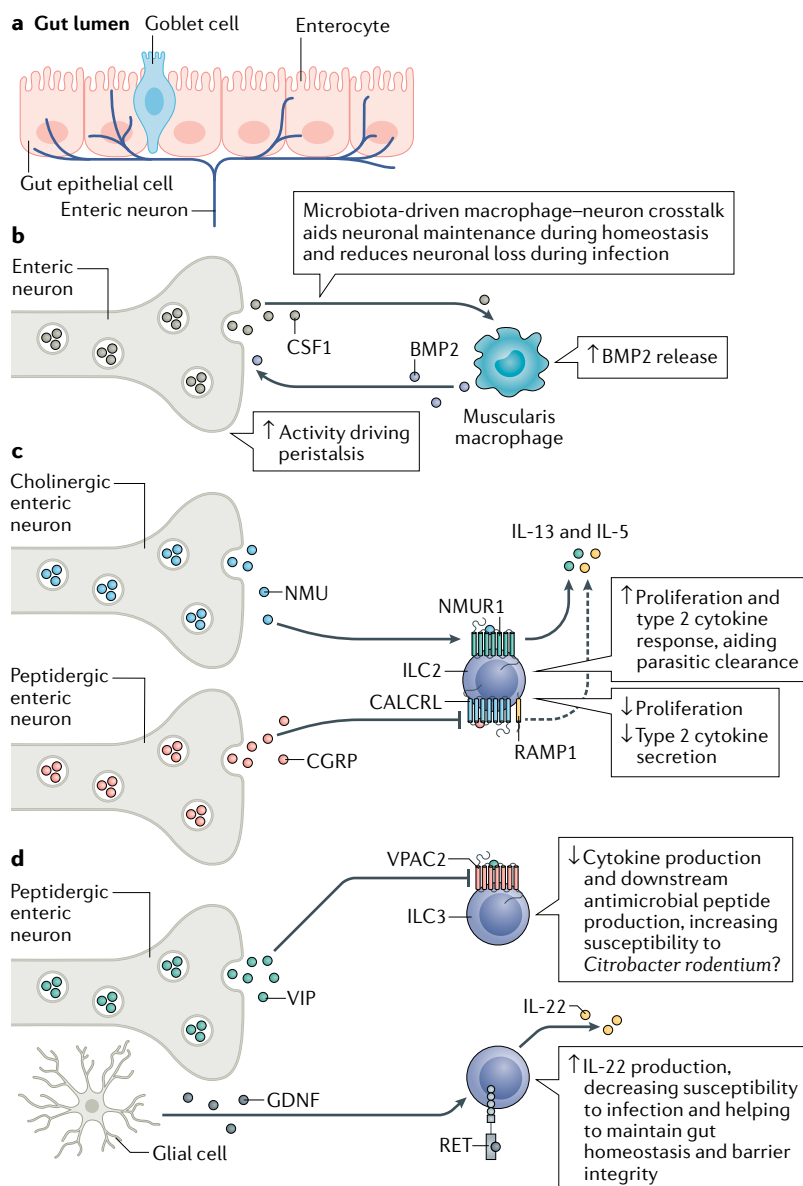 a Gut lumen
Goblet cell
Enterocyte
Gut epithelial cell
Enteric neuron
b
Microbiota-driven macrophage–neuron crosstalk
aids neuronal maintenance during homeostasis
and reduces neuronal loss during infection
Enteric
neuron
CSF1
BMP2
↑ BMP2 release
Muscularis
macrophage
↑ Activity driving
peristalsis
c
Cholinergic
enteric
neuron
NMU
IL-13 and IL-5
NMUR1
↑ Proliferation and
type 2 cytokine
response, aiding
parasitic clearance
ILC2
Peptidergic
enteric
neuron
CALCRL
CGRP
RAMP1
↓ Proliferation
↓ Type 2 cytokine
secretion
d
Peptidergic
enteric
neuron
VPAC2
ILC3
↓ Cytokine production
and downstream
antimicrobial peptide
production, increasing
susceptibility to
Citrobacter rodentium?
VIP
IL-22
GDNF
Glial cell
RET
↑ IL-22 production,
decreasing susceptibility
to infection and helping
to maintain gut
homeostasis and barrier
integrity